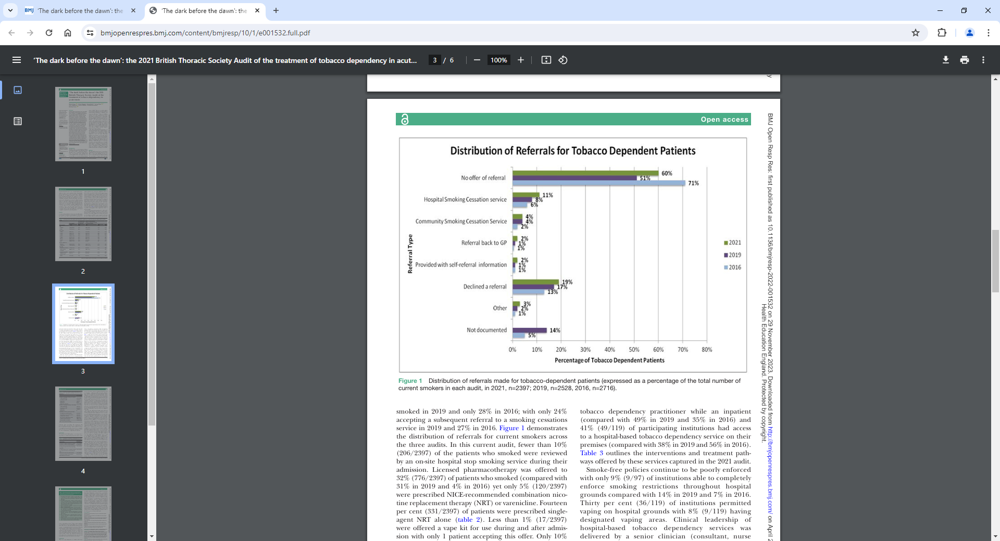 BMJ 'The dark before the dawn': the
'The dark before the dawn': the
bmjopenrespres.bmj.com/content/bmjresp/10/1/e001532.full.pdf
'The dark before the dawn': the 2021 British Thoracic Society Audit of the treatment of tobacco dependency in acut...
3 / 6
100%
1
2
3
4
Open access
Distribution of Referrals for Tobacco Dependent Patients
Referral Type
No offer of referral
60%
51%
71%
Hospital Smoking Cessation service
11%
8%
6%
Community Smoking Cessation Service
4%
4%
2%
Referral back to GP
2%
1%
1%
Provided with self-referral information
2%
1%
1%
Declined a referral
19%
17%
13%
Other
3%
2%
1%
Not documented
14%
5%
0% 10% 20% 30% 40% 50% 60% 70% 80%
Percentage of Tobacco Dependent Patients
2021
2019
2016
Figure 1 Distribution of referrals made for tobacco-dependent patients (expressed as a percentage of the total number of
current smokers in each audit, in 2021, n=2397; 2019, n=2528, 2016, n=2716).
smoked in 2019 and only 28% in 2016; with only 24%
accepting a subsequent referral to a smoking cessations
service in 2019 and 27% in 2016. Figure 1 demonstrates
the distribution of referrals for current smokers across
the three audits. In this current audit, fewer than 10%
(206/2397) of the patients who smoked were reviewed
by an on-site hospital stop smoking service during their
admission. Licensed pharmacotherapy was offered to
32% (776/2397) of patients who smoked (compared with
31% in 2019 and 4% in 2016) yet only 5% (120/2397)
were prescribed NICE-recommended combination nico-
tine replacement therapy (NRT) or varenicline. Fourteen
per cent (331/2397) of patients were prescribed single-
agent NRT alone (table 2). Less than 1% (17/2397)
were offered a vape kit for use during and after admis-
sion with only 1 patient accepting this offer. Only 10%
tobacco dependency practitioner while an inpatient
(compared with 49% in 2019 and 35% in 2016) and
41% (49/119) of participating institutions had access
to a hospital-based tobacco dependency service on their
premises (compared with 38% in 2019 and 56% in 2016).
Table 3 outlines the interventions and treatment path-
ways offered by these services captured in the 2021 audit.
Smoke-free policies continue to be poorly enforced
with only 9% (9/97) of institutions able to completely
enforce smoking restrictions throughout hospital
grounds compared with 14% in 2019 and 7% in 2016.
Thirty per cent (36/119) of institutions permitted
vaping on hospital grounds with 8% (9/119) having
designated vaping areas. Clinical leadership of
hospital-based tobacco dependency services was
delivered by a senior clinician (consultant, nurse
BMJ Open Resp Res: first published as 10.1136/bmjresp-2022-001532 on 29 November 2023. Downloaded from http://bmjopenrespres.bmj.com/ on April 2
Health Education England. Protected by copyright.